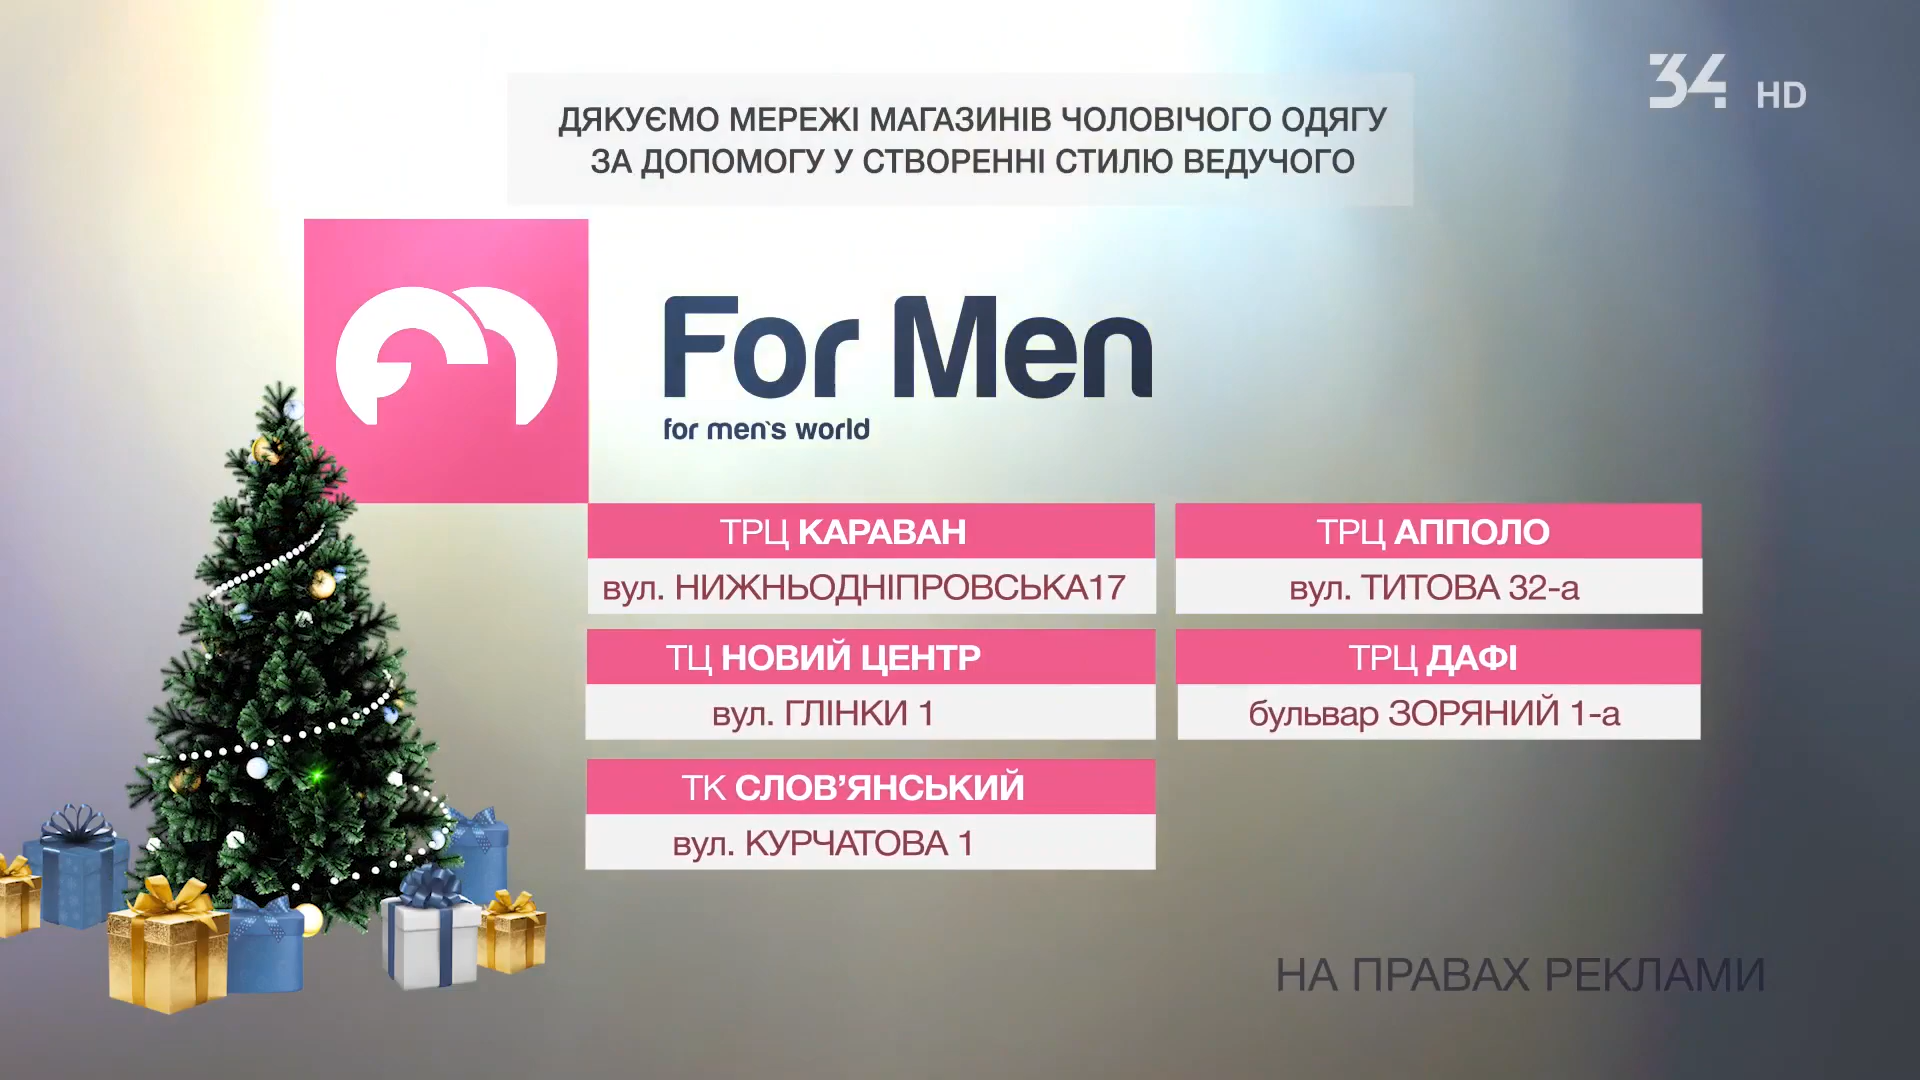 34 HD
ДЯКУЄМО МЕРЕЖІ МАГАЗИНІВ ЧОЛОВІЧОГО ОДЯГУ
ЗА ДОПОМОГУ У СТВОРЕННІ СТИЛЮ ВЕДУЧОГО
For Men
for men`s world
ТРЦ КАРАВАН
вул. НИЖНЬОДНІПРОВСЬКА17
ТРЦ АППОЛО
вул. ТИТОВА 32-а
ТЦ НОВИЙ ЦЕНТР
вул. ГЛІНКИ 1
ТРЦ ДАФІ
бульвар ЗОРЯНИЙ 1-а
ТК СЛОВ’ЯНСЬКИЙ
вул. КУРЧАТОВА 1
НА ПРАВАХ РЕКЛАМИ